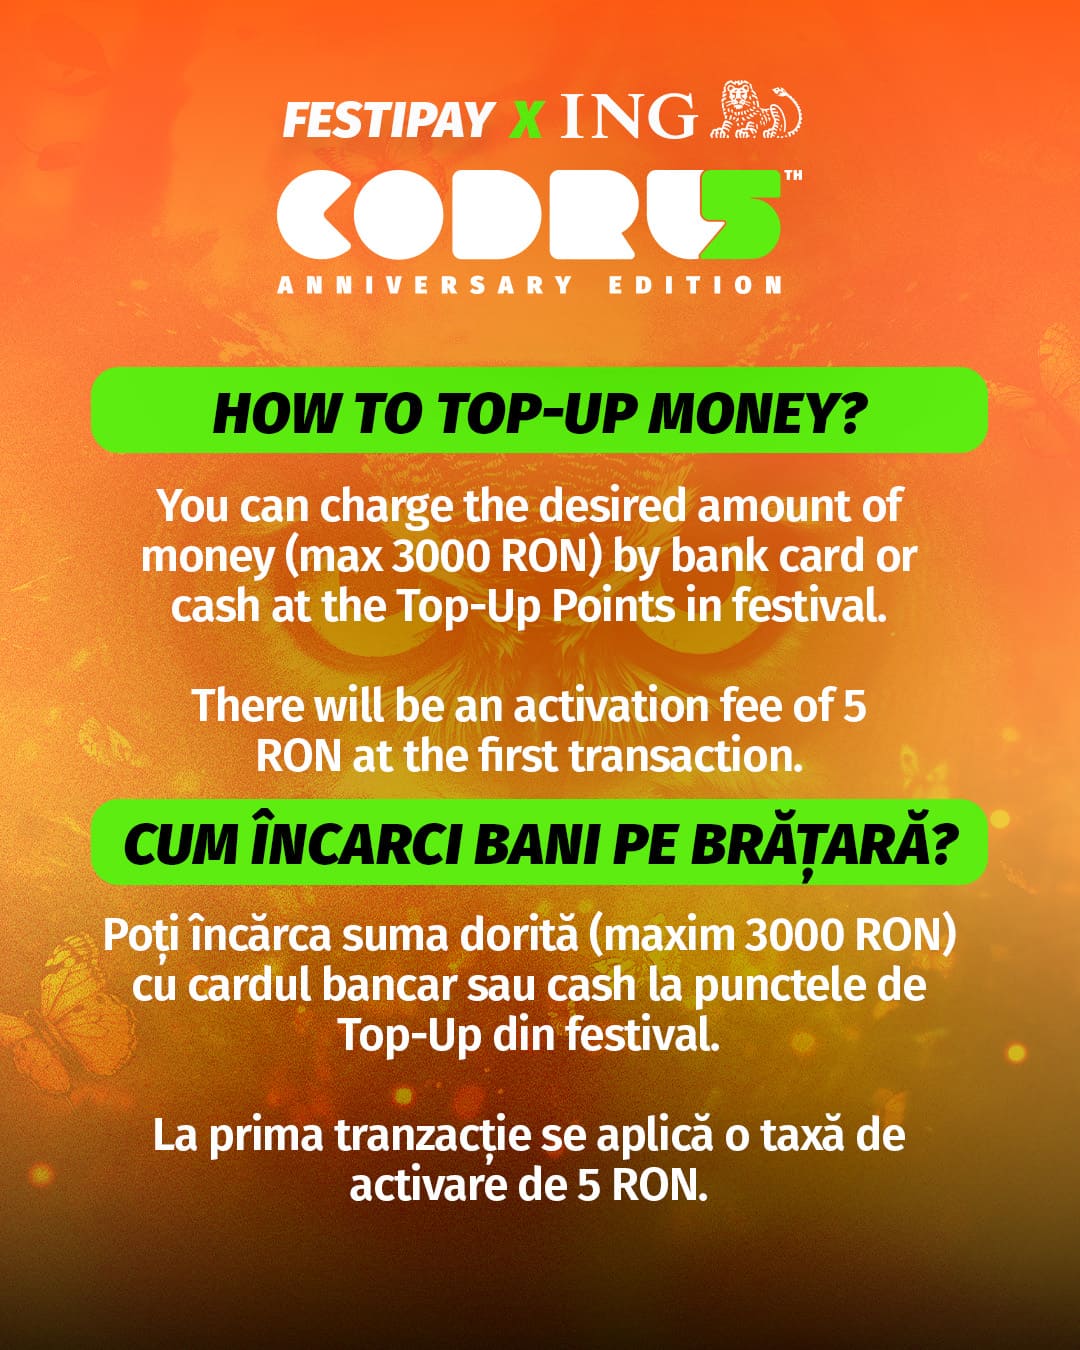 FESTIPAY X ING
CODRU5 TH
ANNIVERSARY EDITION
HOW TO TOP-UP MONEY?
You can charge the desired amount of
money (max 3000 RON) by bank card or
cash at the Top-Up Points in festival.
There will be an activation fee of 5
RON at the first transaction.
CUM ÎNCARCI BANI PE BRĂȚARĂ?
Poți încărca suma dorită (maxim 3000 RON)
cu cardul bancar sau cash la punctele de
Top-Up din festival.
La prima tranzacție se aplică o taxă de
activare de 5 RON.